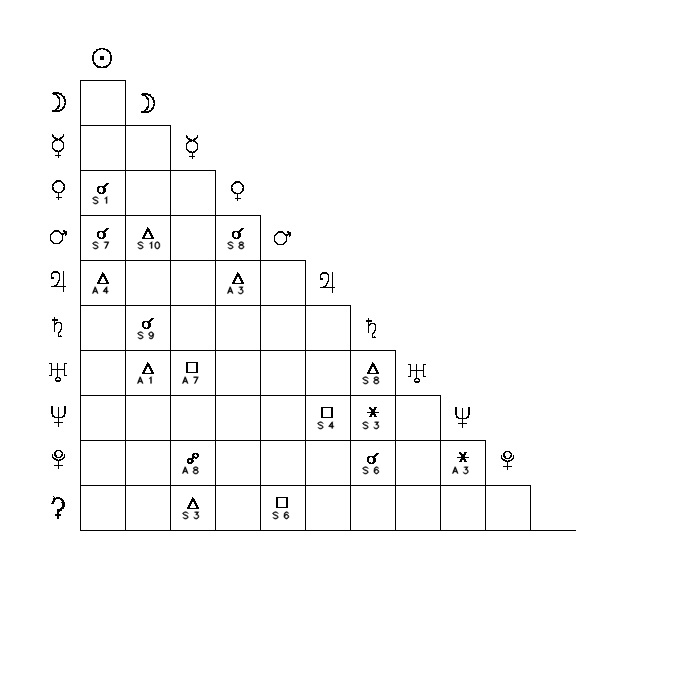 ☉
☽ ☽
☿ ☿
♀ ☌ S 1 ♀
♂ ☌ S 7 △ S 10 ☌ S 8 ♂
♃ △ A 4 △ A 3 ♃
♄ ☌ S 9 ♄
♅ △ A 1 □ A 7 △ S 8 ♅
♆ □ S 4 ⚹ S 3 ♆
⯓ ☍ A 8 ☌ S 6 ⚹ A 3 ⯓
⚳ △ S 3 □ S 6